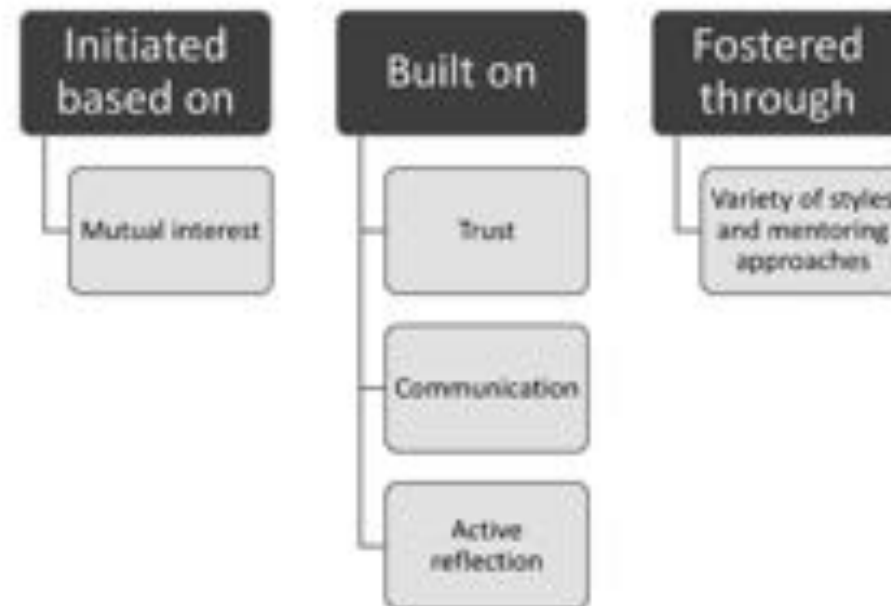 Initiated
based on
Mutual interest
Built on
Trust
Communication
Active
reflection
Fostered
through
Variety of styles
and mentoring
approaches